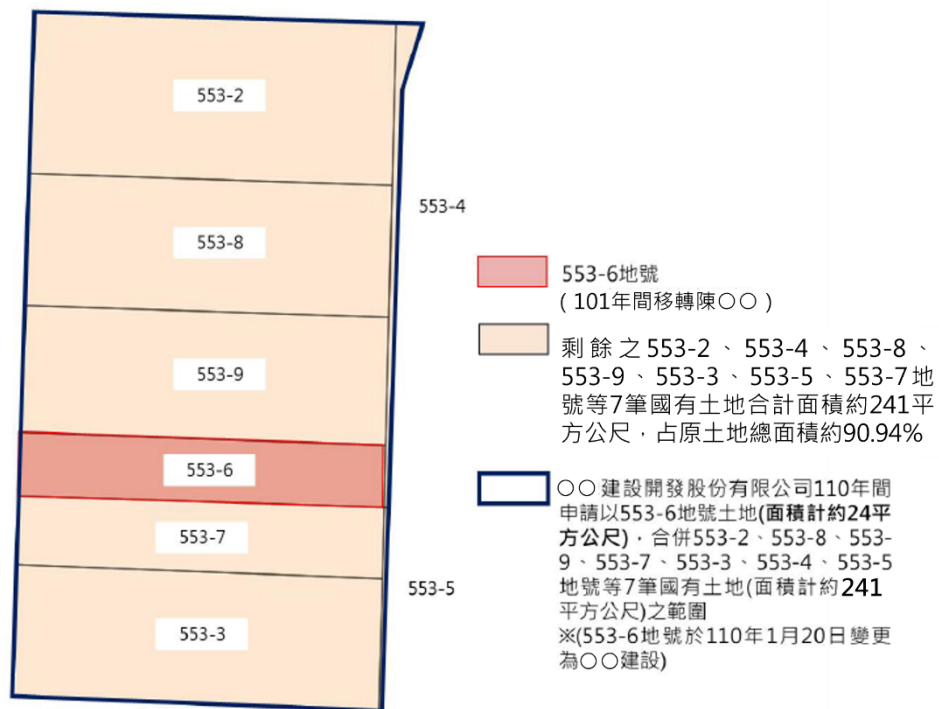 553-2
553-8
553-4
553-9
553-6
553-7
553-5
553-3
553-6地號
(101年間移轉陳○○)
剩餘之553-2、553-4、553-8、
553-9、553-3、553-5、553-7地
號等7筆國有土地合計面積約241平
方公尺，占原土地總面積約90.94%
○○建設開發股份有限公司110年間
申請以553-6地號土地(面積計約24平
方公尺)，合併553-2、553-8、553-
9、553-7、553-3、553-4、553-5
地號等7筆國有土地(面積計約241
平方公尺)之範圍
※(553-6地號於110年1月20日變更
為○○建設)